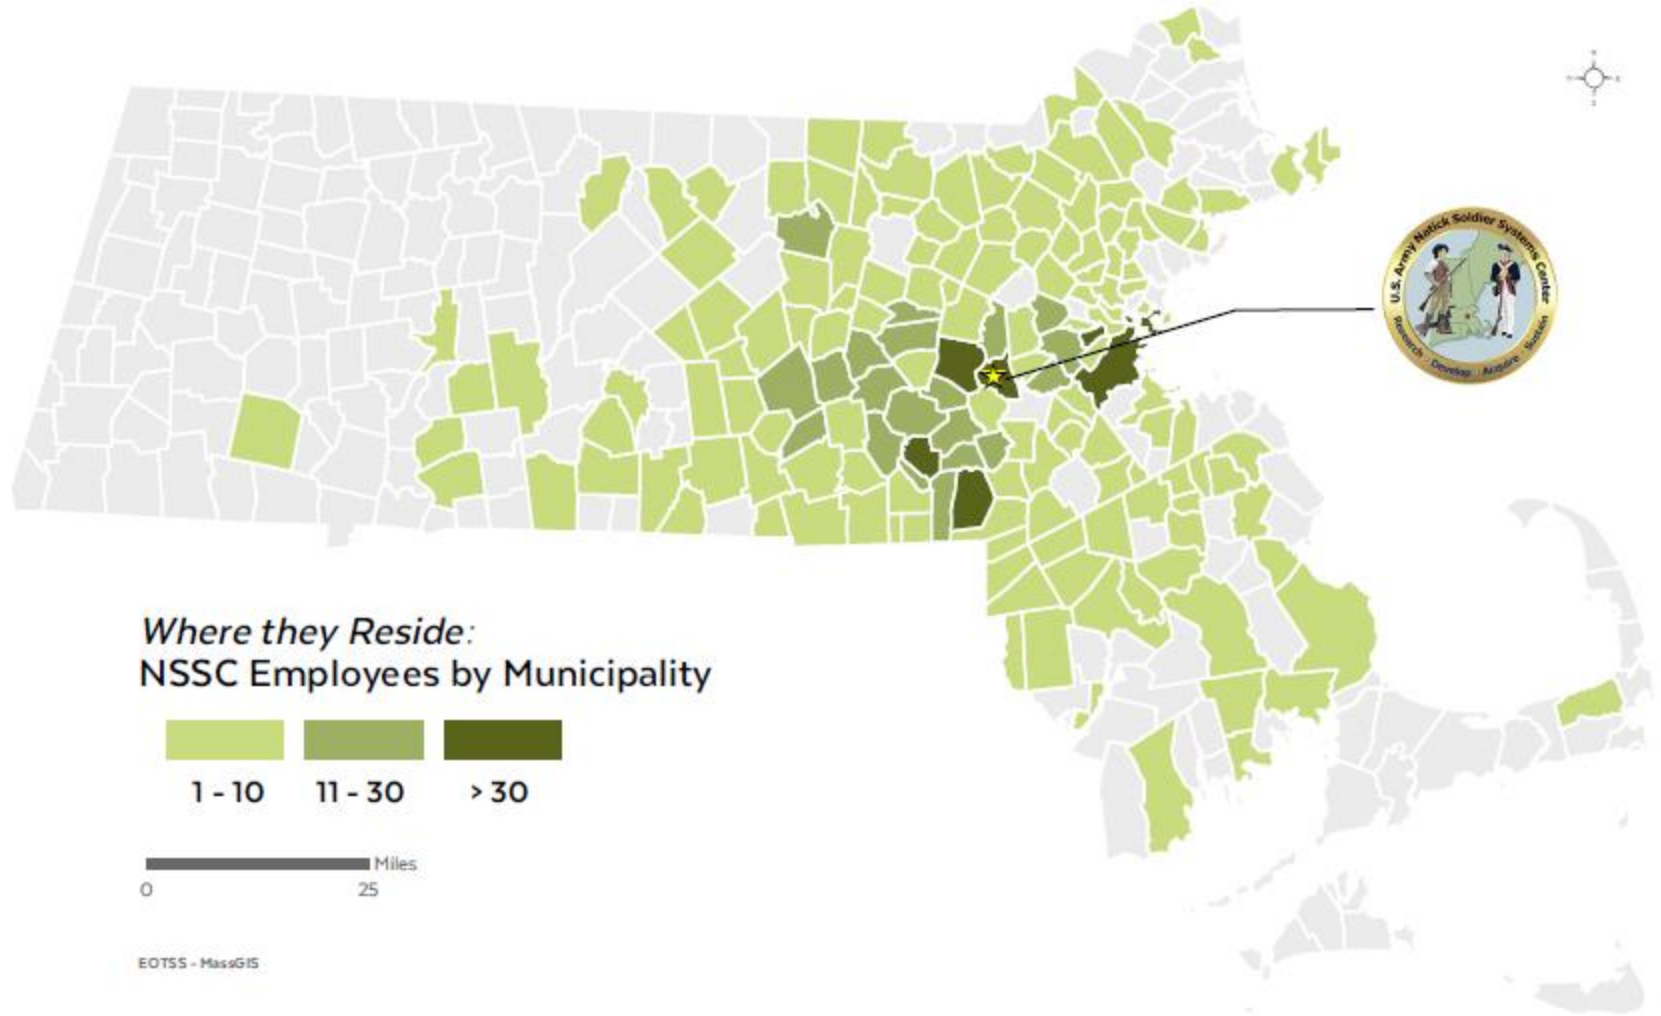 U.S. Army Natick Soldier Systems Center
Research Develop Acquire Sustain
Where they Reside:
NSSC Employees by Municipality
1 - 10 11 - 30 > 30
Miles
0 25
EOTSS - MassGIS